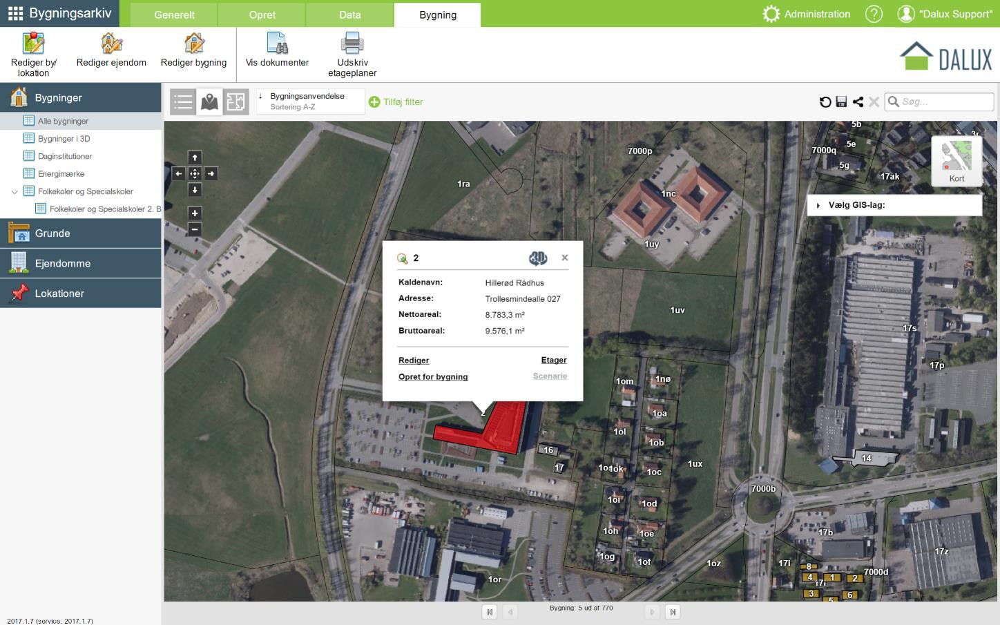 Bygningsarkiv
Generelt
Opret
Data
Bygning
Administration
?
"Dalux Support"
Rediger by/
lokation
Rediger ejendom
Rediger bygning
Vis dokumenter
Udskriv
etageplaner
DALUX
Bygninger
Alle bygninger
Bygninger i 3D
Daginstitutioner
Energimærke
Folkekoler og Specialskoler
Folkekoler og Specialskoler 2. B
Grunde
Ejendomme
Lokationer
2017.1.7 (service: 2017.1.7)
Bygningsanvendelse
Sortering A-Z
Tilføj filter
Søg...
Kort
Vælg GIS-lag:
2
3D
Kaldenavn: Hillerød Rådhus
Adresse: Trollesmindealle 027
Nettoareal: 8.783,3 m²
Bruttoareal: 9.576,1 m²
Rediger
Etager
Opret for bygning
Scenarie
5b
3r
5e
7000q
5g
17ak
7000p
1ra
1nc
1uy
1uv
17s
17p
1om
1nø
1oa
1ol
1ob
2
16
17
1ok
1oc
1ux
14
7000b
1oi
1od
1oh
1oe
1og
1of
1oz
1or
17b
17z
17l
8
7000d
4
1
2
17i
3
5
6
Bygning: 5 ud af 770